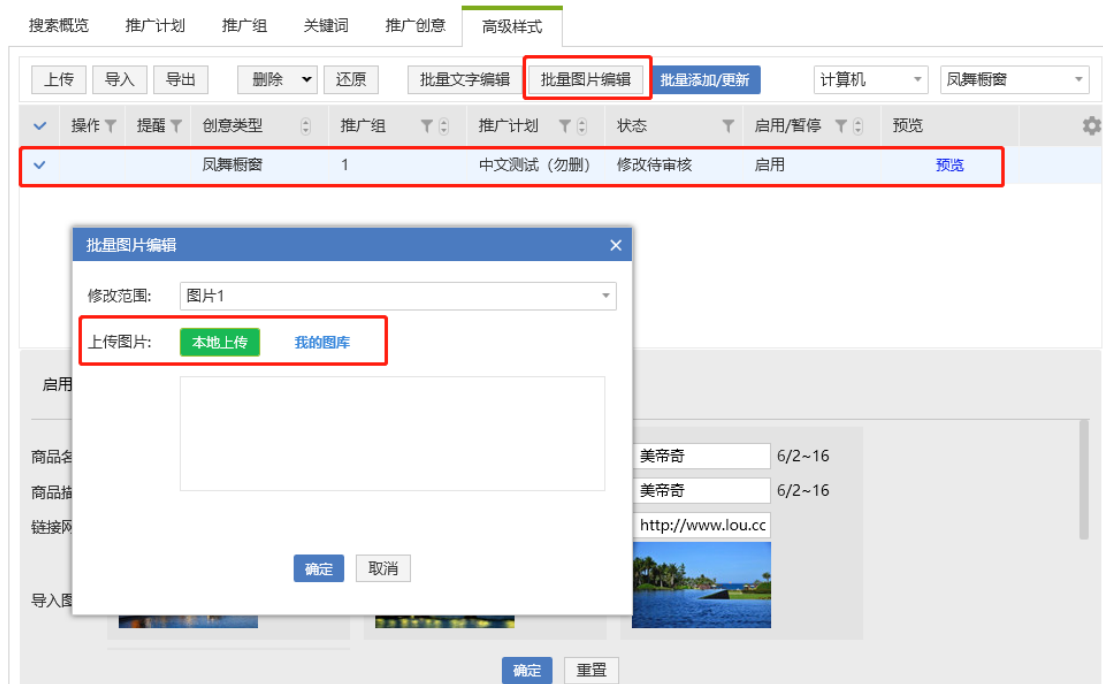 搜索概览 推广计划 推广组 关键词 推广创意 高级样式
上传 导入 导出 删除 还原 批量文字编辑 批量图片编辑 批量添加/更新 计算机 凤舞橱窗
操作 提醒 创意类型 推广组 推广计划 状态 启用/暂停 预览
凤舞橱窗 1 中文测试（勿删） 修改待审核 启用 预览
批量图片编辑
修改范围: 图片1
上传图片: 本地上传 我的图库
启用
商品名 美帝奇 6/2~16
商品描 美帝奇 6/2~16
链接网 http://www.lou.cc
导入图
确定 取消
确定 重置